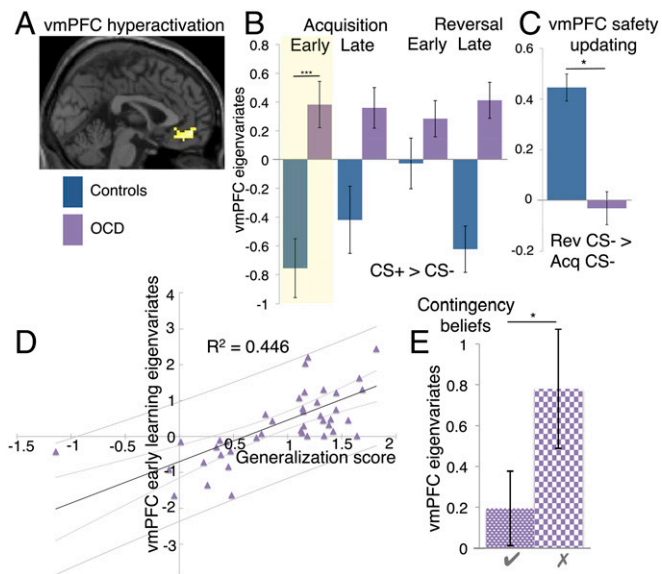 A vmPFC hyperactivation
Controls
OCD
B Acquisition Reversal
Early Late Early Late
***
vmPFC eigenvariates
0.8
0.6
0.4
0.2
0
-0.2
-0.4
-0.6
-0.8
-1
CS+ > CS-
C vmPFC safety
updating
*
0.6
0.4
0.2
0
-0.2
Rev CS- >
Acq CS-
D
vmPFC early learning eigenvariates
R² = 0.446
4
3
2
1
0
-1
-3
-1.5 -1 -0.5 0.5 1 1.5 2
Generalization score
E Contingency
beliefs
*
vmPFC eigenvariates
1
0.8
0.6
0.4
0.2
0
✔ ✗